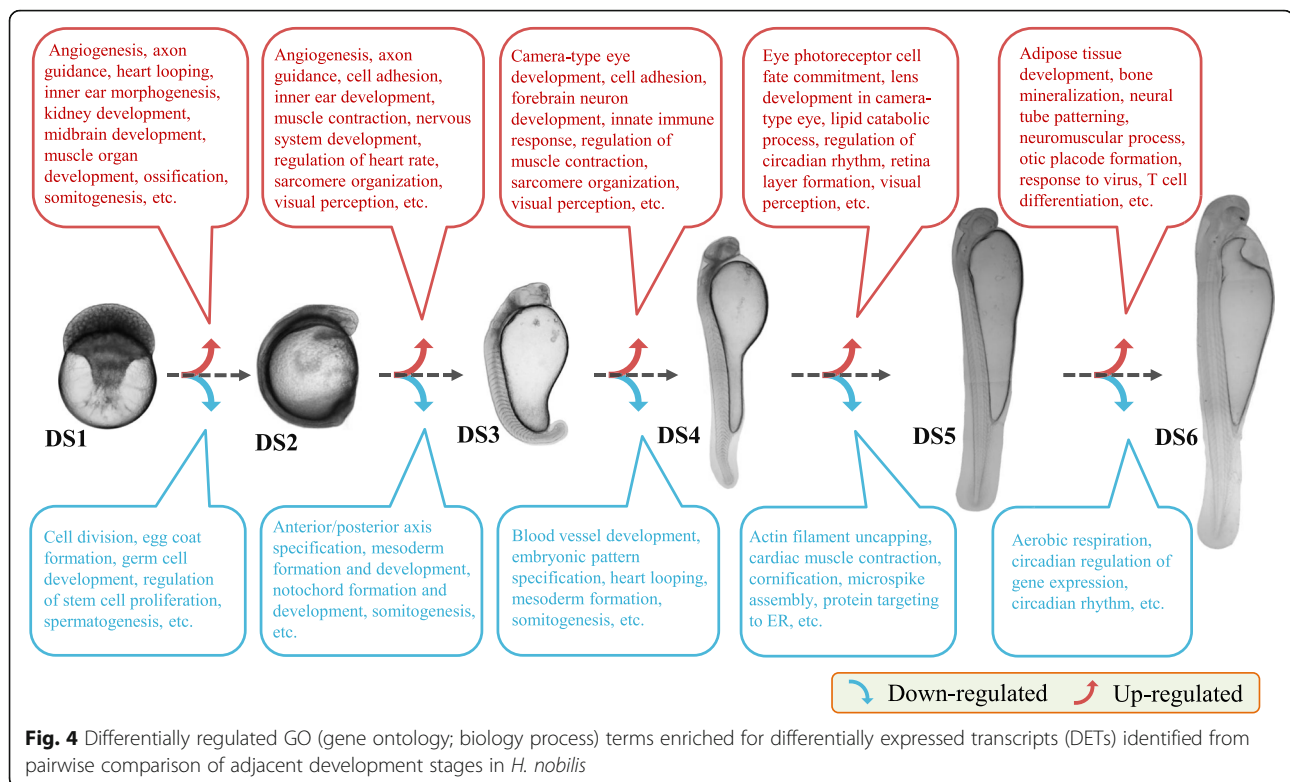 Angiogenesis, axon
guidance, heart looping,
inner ear morphogenesis,
kidney development,
midbrain development,
muscle organ
development, ossification,
somitogenesis, etc.
Angiogenesis, axon
guidance, cell adhesion,
inner ear development,
muscle contraction, nervous
system development,
regulation of heart rate,
sarcomere organization,
visual perception, etc.
Camera-type eye
development, cell adhesion,
forebrain neuron
development, innate immune
response, regulation of
muscle contraction,
sarcomere organization,
visual perception, etc.
Eye photoreceptor cell
fate commitment, lens
development in camera-
type eye, lipid catabolic
process, regulation of
circadian rhythm, retina
layer formation, visual
perception, etc.
Adipose tissue
development, bone
mineralization, neural
tube patterning,
neuromuscular process,
otic placode formation,
response to virus, T cell
differentiation, etc.
DS1
DS2
DS3
DS4
DS5
DS6
Cell division, egg coat
formation, germ cell
development, regulation
of stem cell proliferation,
spermatogenesis, etc.
Anterior/posterior axis
specification, mesoderm
formation and development,
notochord formation and
development, somitogenesis,
etc.
Blood vessel development,
embryonic pattern
specification, heart looping,
mesoderm formation,
somitogenesis, etc.
Actin filament uncapping,
cardiac muscle contraction,
cornification, microspike
assembly, protein targeting
to ER, etc.
Aerobic respiration,
circadian regulation of
gene expression,
circadian rhythm, etc.
Down-regulated Up-regulated
Fig. 4 Differentially regulated GO (gene ontology; biology process) terms enriched for differentially expressed transcripts (DETs) identified from
pairwise comparison of adjacent development stages in H. nobilis